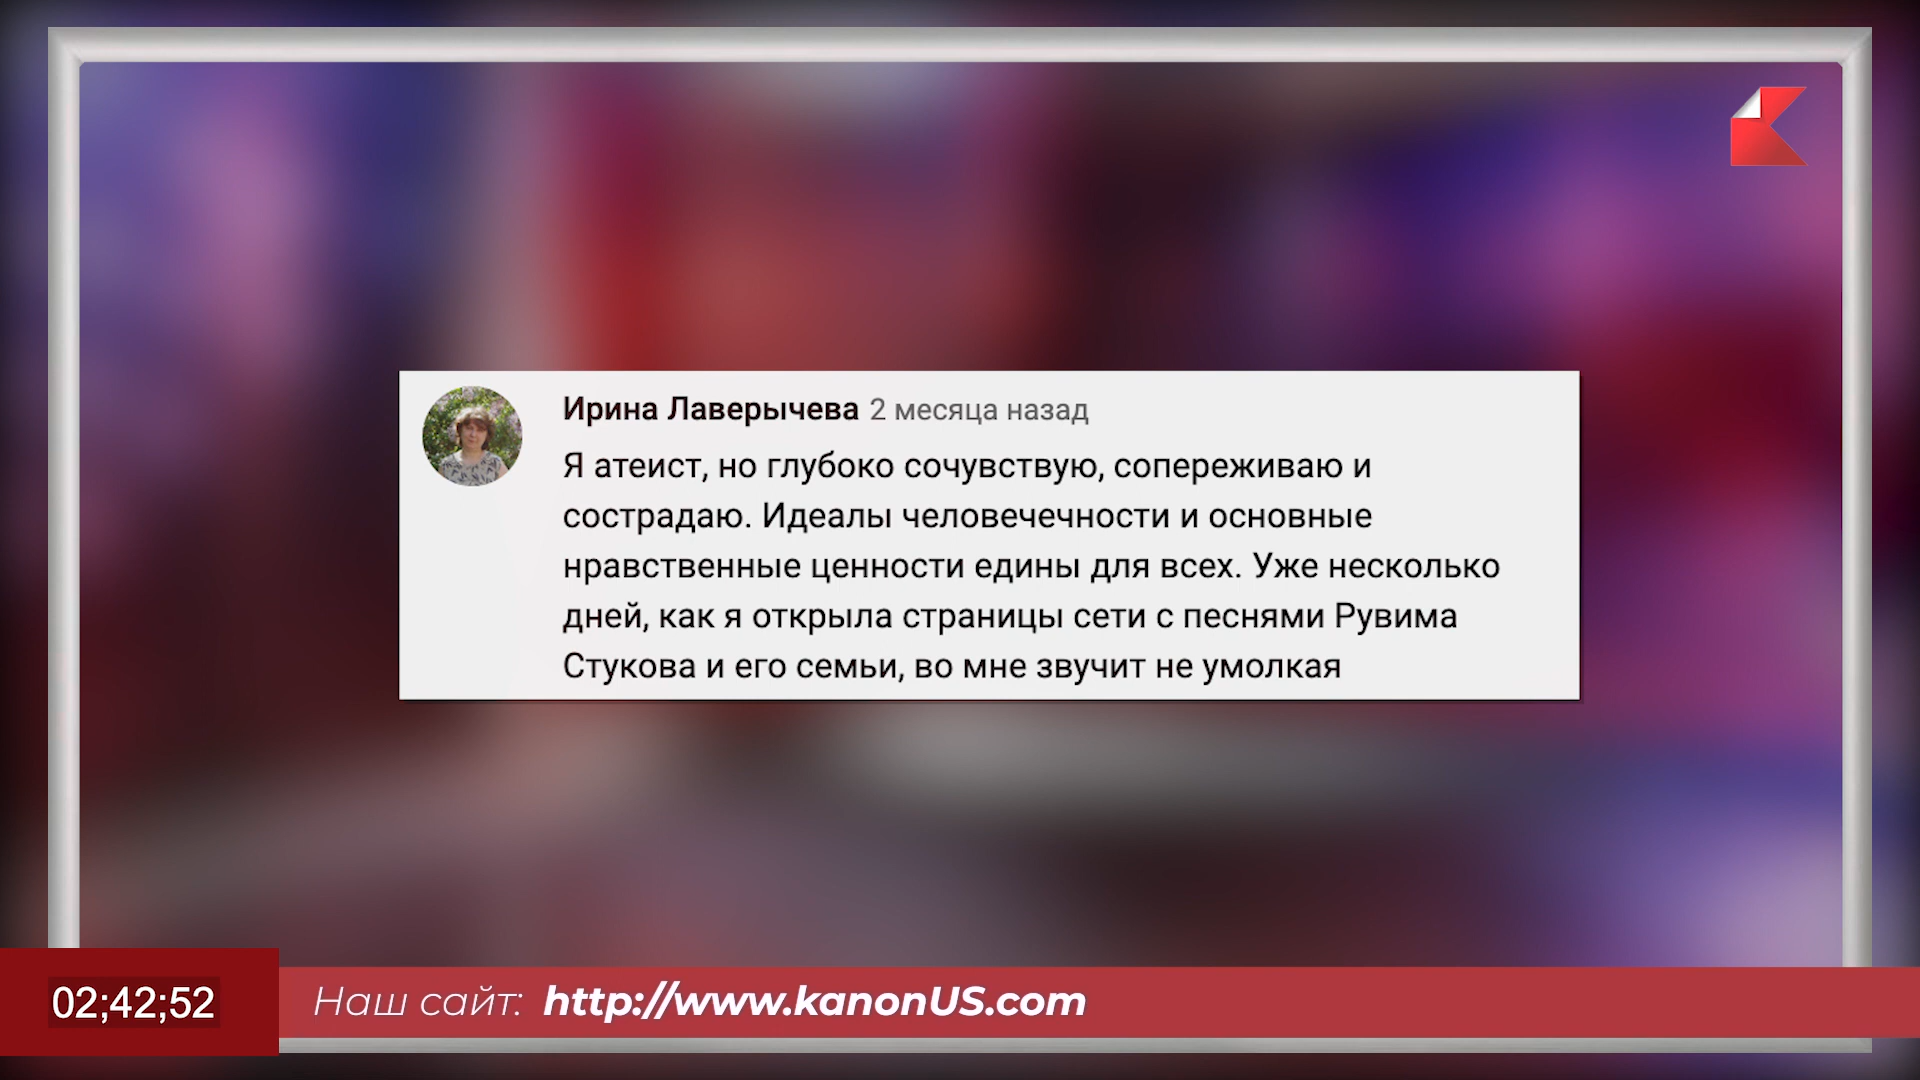 Ирина Лаверычева 2 месяца назад
Я атеист, но глубоко сочувствую, сопереживаю и
сострадаю. Идеалы человечечности и основные
нравственные ценности едины для всех. Уже несколько
дней, как я открыла страницы сети с песнями Рувима
Стукова и его семьи, во мне звучит не умолкая
02;42;52
Наш сайт: http://www.kanonUS.com